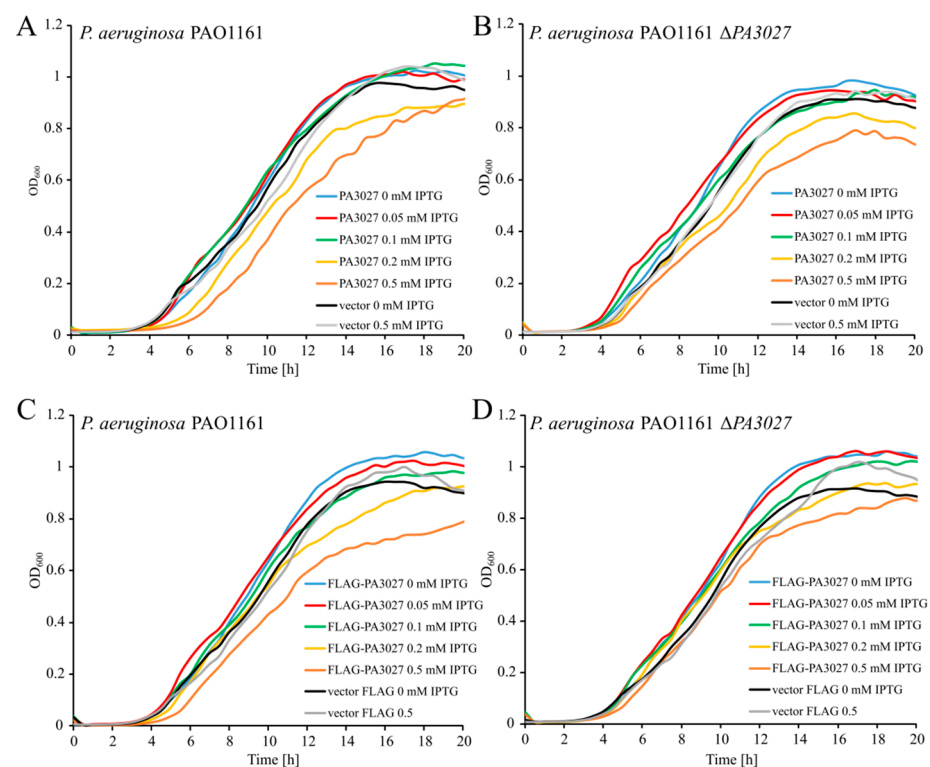 A
P. aeruginosa PAO1161
1.2
1
0.8
0.6
0.4
0.2
0
OD600
PA3027 0 mM IPTG
PA3027 0.05 mM IPTG
PA3027 0.1 mM IPTG
PA3027 0.2 mM IPTG
PA3027 0.5 mM IPTG
vector 0 mM IPTG
vector 0.5 mM IPTG
0 2 4 6 8 10 12 14 16 18 20
Time [h]
B
P. aeruginosa PAO1161 ΔPA3027
1.2
1
0.8
0.6
0.4
0.2
0
OD600
PA3027 0 mM IPTG
PA3027 0.05 mM IPTG
PA3027 0.1 mM IPTG
PA3027 0.2 mM IPTG
PA3027 0.5 mM IPTG
vector 0 mM IPTG
vector 0.5 mM IPTG
0 2 4 6 8 10 12 14 16 18 20
Time [h]
C
P. aeruginosa PAO1161
1.2
1
0.8
0.6
0.4
0.2
0
OD600
FLAG-PA3027 0 mM IPTG
FLAG-PA3027 0.05 mM IPTG
FLAG-PA3027 0.1 mM IPTG
FLAG-PA3027 0.2 mM IPTG
FLAG-PA3027 0.5 mM IPTG
vector FLAG 0 mM IPTG
vector FLAG 0.5
0 2 4 6 8 10 12 14 16 18 20
Time [h]
D
P. aeruginosa PAO1161 ΔPA3027
1.2
1
0.8
0.6
0.4
0.2
0
OD600
FLAG-PA3027 0 mM IPTG
FLAG-PA3027 0.05 mM IPTG
FLAG-PA3027 0.1 mM IPTG
FLAG-PA3027 0.2 mM IPTG
FLAG-PA3027 0.5 mM IPTG
vector FLAG 0 mM IPTG
vector FLAG 0.5
0 2 4 6 8 10 12 14 16 18 20
Time [h]